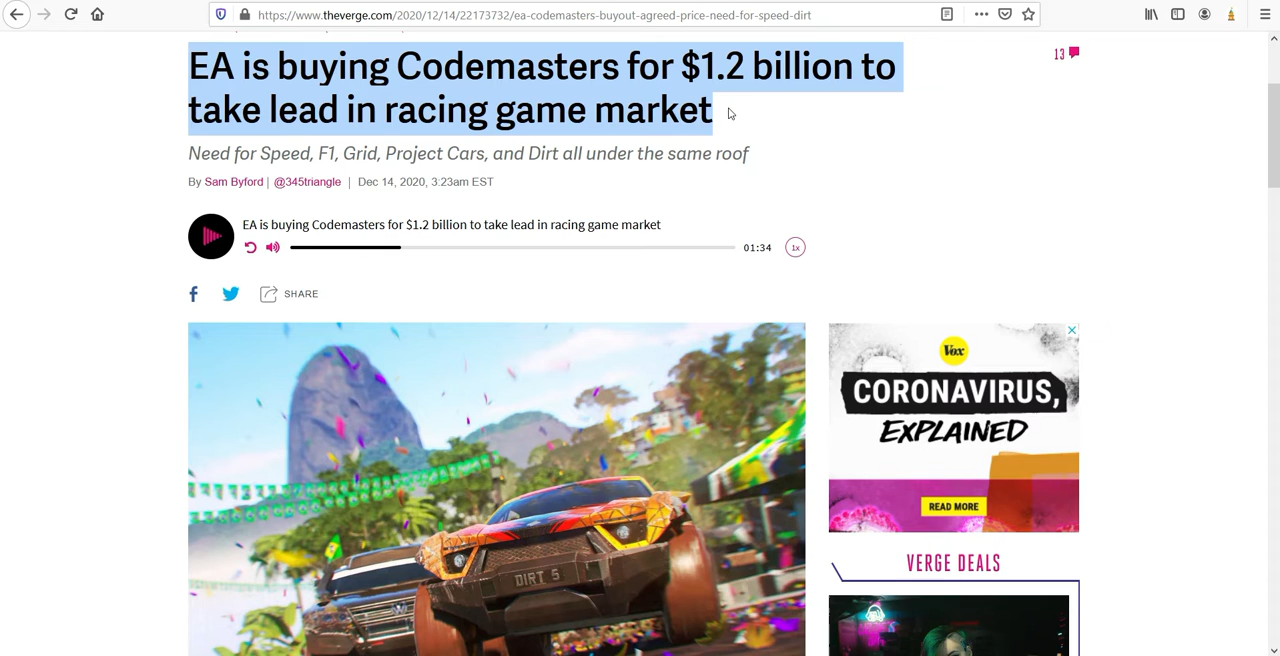 https://www.theverge.com/2020/12/14/22173732/ea-codemasters-buyout-agreed-price-need-for-speed-dirt
EA is buying Codemasters for $1.2 billion to
take lead in racing game market
13
Need for Speed, F1, Grid, Project Cars, and Dirt all under the same roof
By Sam Byford | @345triangle | Dec 14, 2020, 3:23am EST
EA is buying Codemasters for $1.2 billion to take lead in racing game market
01:34
1x
SHARE
DIRT 5
Vox
CORONAVIRUS,
EXPLAINED
READ MORE
VERGE DEALS